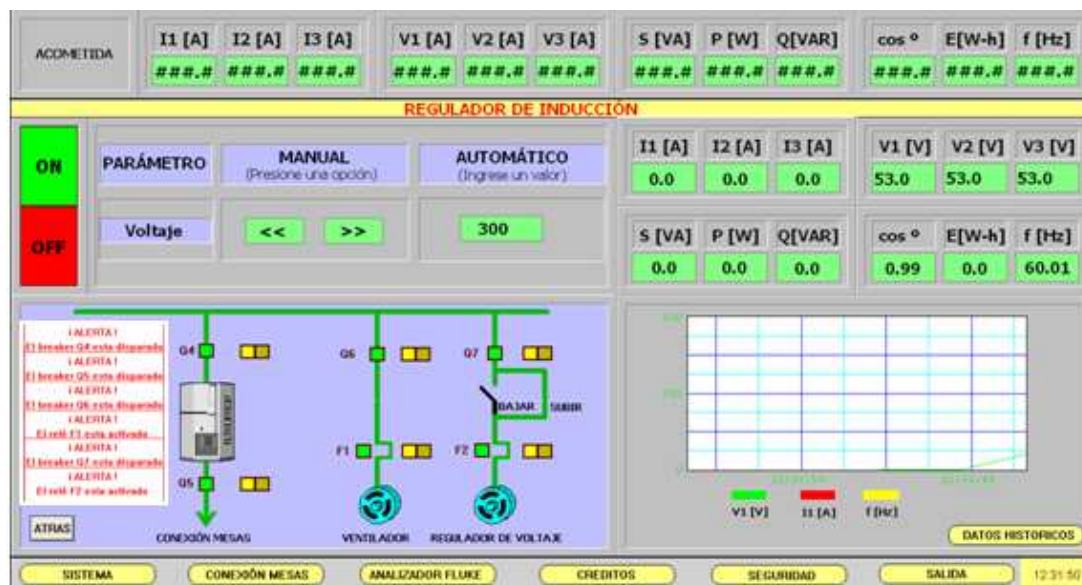 ACOMETIDA
I1 [A] I2 [A] I3 [A] V1 [A] V2 [A] V3 [A] S [VA] P [W] Q[VAR] cos º E[W-h] f [Hz]
###.# ###.# ###.# ###.# ###.# ###.# ###.# ###.# ###.# ###.# ###.# ###.#
REGULADOR DE INDUCCIÓN
ON
OFF
PARÁMETRO MANUAL AUTOMÁTICO
(Presione una opción) (Ingrese un valor)
Voltaje << >> 300
I1 [A] I2 [A] I3 [A] V1 [V] V2 [V] V3 [V]
0.0 0.0 0.0 53.0 53.0 53.0
S [VA] P [W] Q[VAR] cos º E[W-h] f [Hz]
0.0 0.0 0.0 0.99 0.0 60.01
¡ ALERTA !
El breaker Q4 esta disparado
¡ ALERTA !
El breaker Q5 esta disparado
¡ ALERTA !
El breaker Q6 esta disparado
¡ ALERTA !
El relé F1 esta activado
¡ ALERTA !
El breaker Q7 esta disparado
¡ ALERTA !
El relé F2 esta activado
Q4 Q6 Q7
BAJAR SUBIR
F1 F2
Q5
ATRAS
CONEXIÓN MESAS VENTILADOR REGULADOR DE VOLTAJE
0
V1 [V] I1 [A] f [Hz]
DATOS HISTORICOS
SISTEMA CONEXIÓN MESAS ANALIZADOR FLUKE CREDITOS SEGURIDAD SALIDA 12:31:50